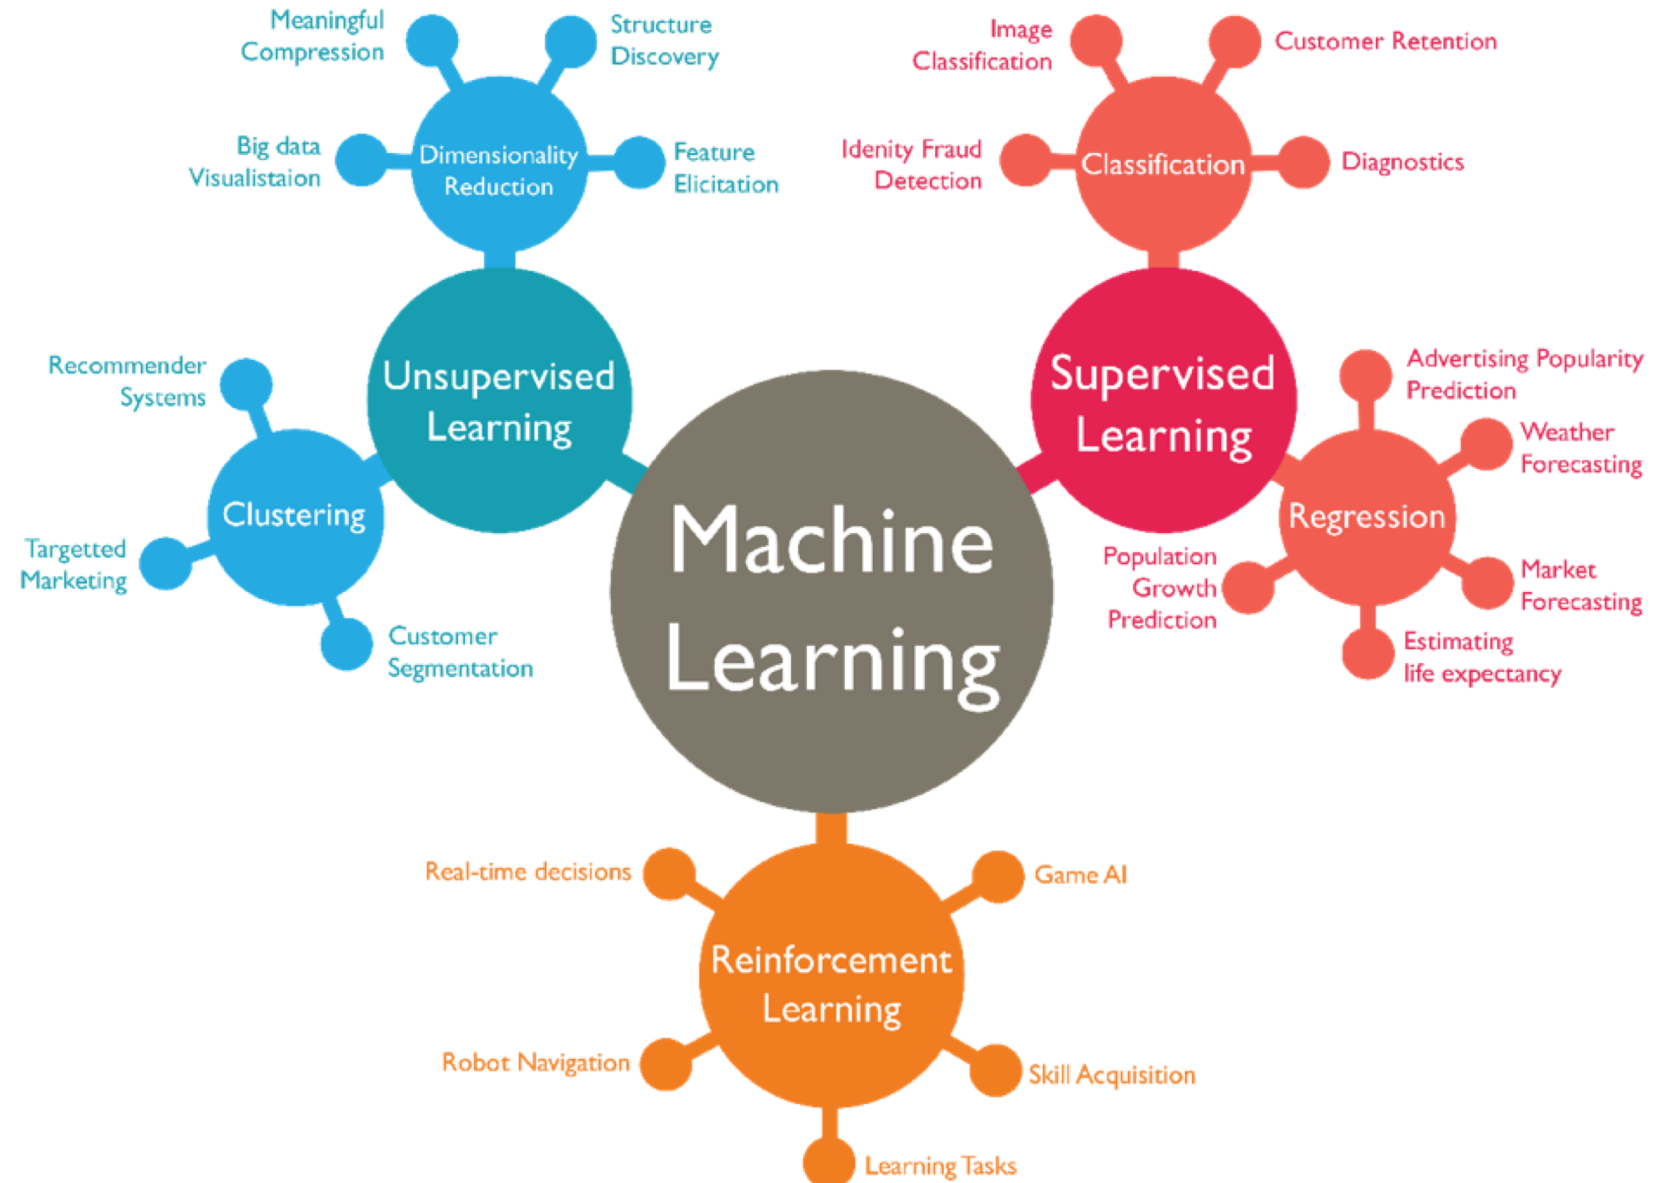 Meaningful
Compression
Structure
Discovery
Big data
Visualistaion
Dimensionality
Reduction
Feature
Elicitation
Image
Classification
Customer Retention
Idenity Fraud
Detection
Classification
Diagnostics
Recommender
Systems
Unsupervised
Learning
Clustering
Targetted
Marketing
Customer
Segmentation
Machine
Learning
Supervised
Learning
Advertising Popularity
Prediction
Weather
Forecasting
Regression
Population
Growth
Prediction
Market
Forecasting
Estimating
life expectancy
Real-time decisions
Game AI
Reinforcement
Learning
Robot Navigation
Skill Acquisition
Learning Tasks